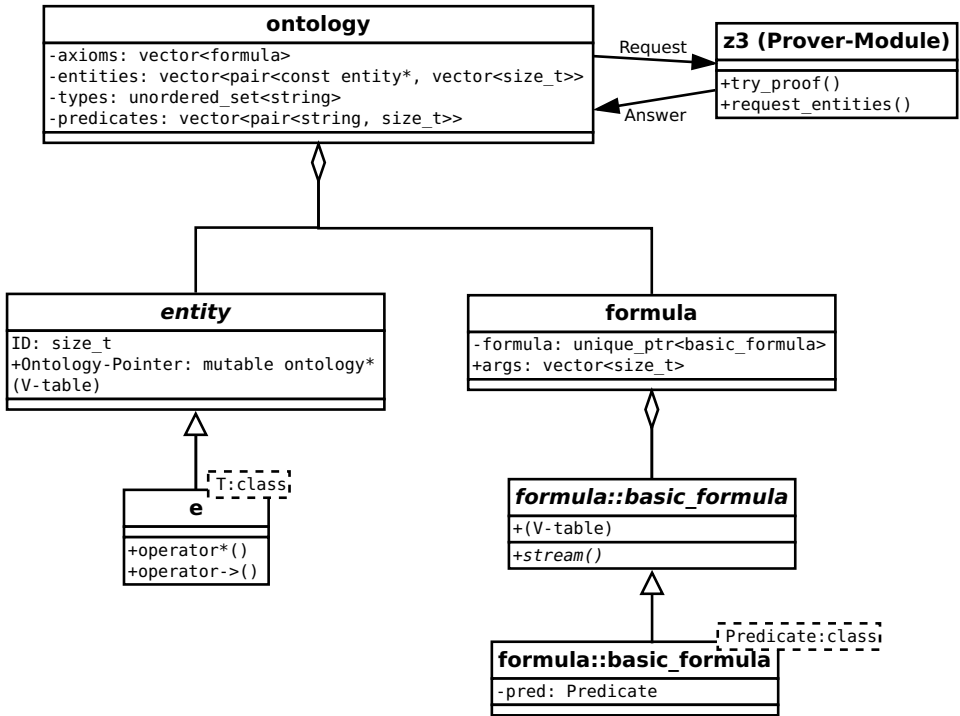 ontology
-axioms: vector<formula>
-entities: vector<pair<const entity*, vector<size_t>>
-types: unordered_set<string>
-predicates: vector<pair<string, size_t>>
Request
Answer
z3 (Prover-Module)
+try_proof()
+request_entities()
entity
ID: size_t
+Ontology-Pointer: mutable ontology*
(V-table)
formula
-formula: unique_ptr<basic_formula>
+args: vector<size_t>
T:class
e
+operator*()
+operator->()
formula::basic_formula
+(V-table)
+stream()
Predicate:class
formula::basic_formula
-pred: Predicate